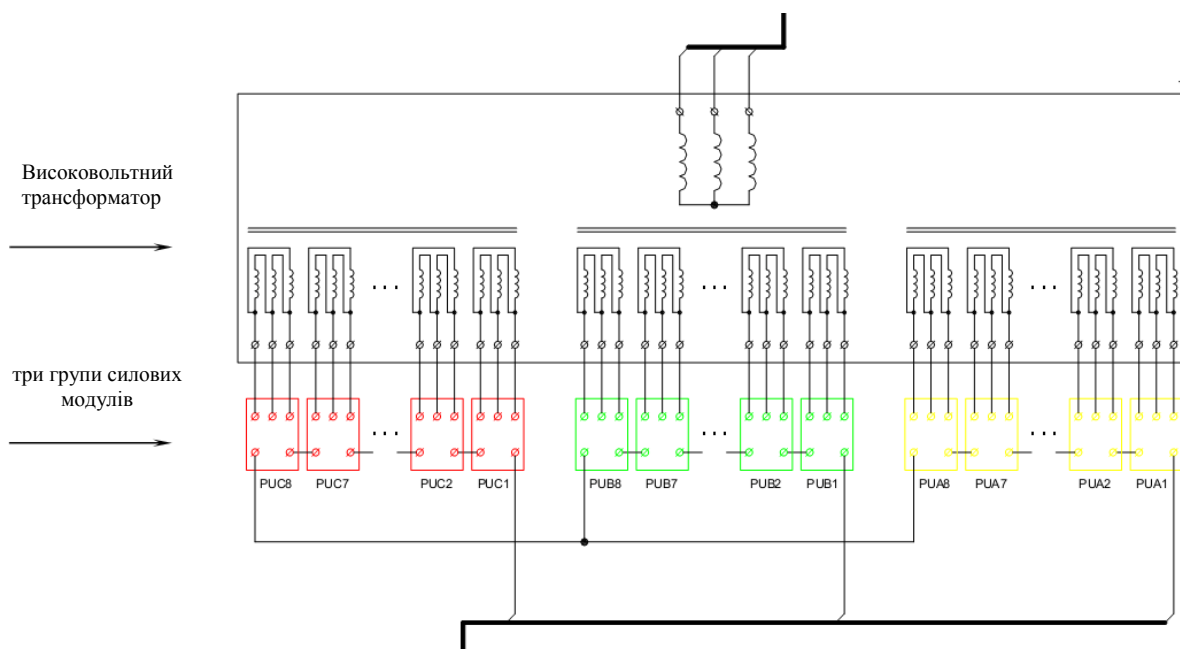 Високовольтний
трансформатор
три групи силових
модулів
PUC8 PUC7 PUC2 PUC1 PUB8 PUB7 PUB2 PUB1 PUA8 PUA7 PUA2 PUA1